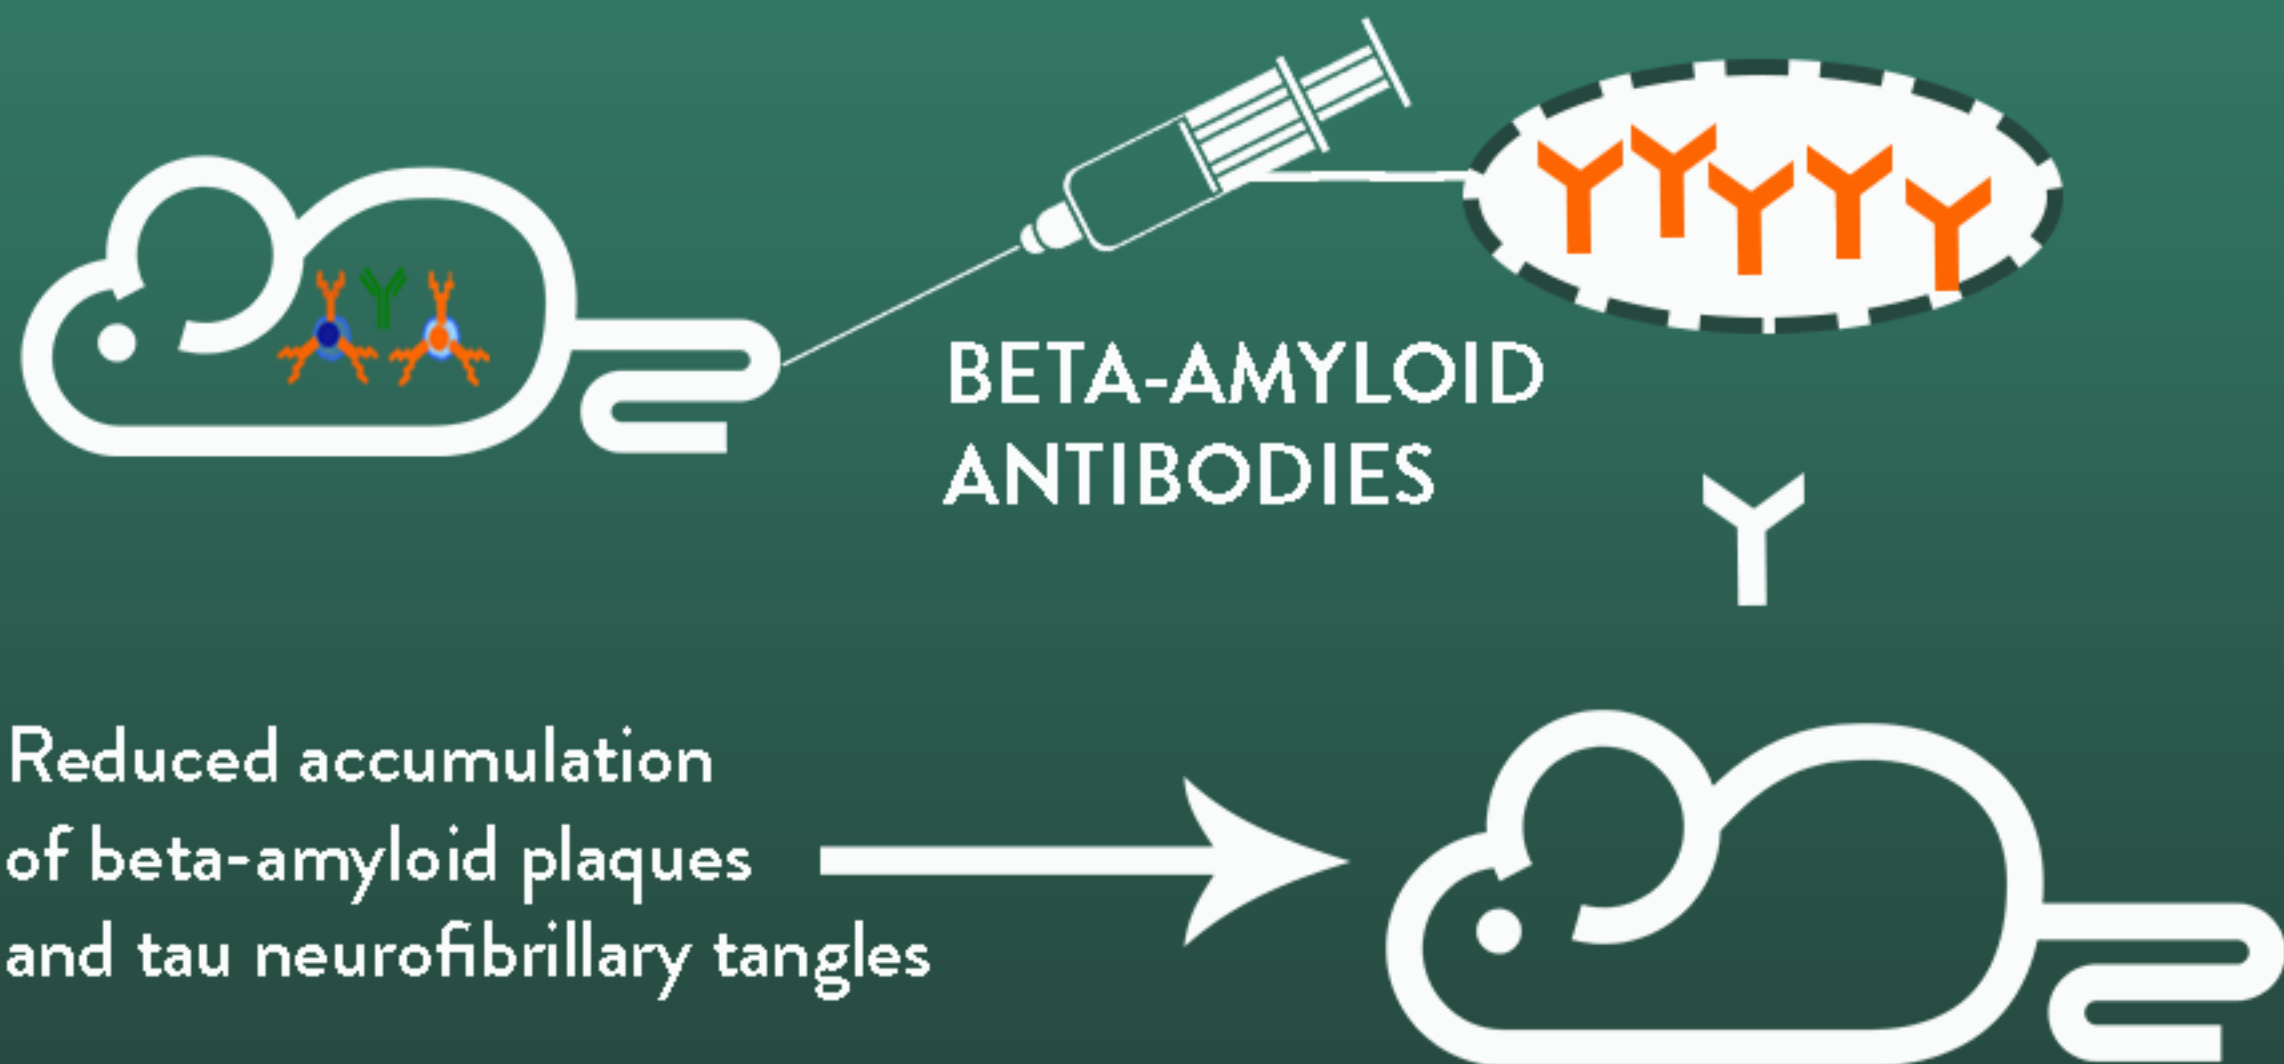 BETA-AMYLOID
ANTIBODIES
Reduced accumulation
of beta-amyloid plaques
and tau neurofibrillary tangles